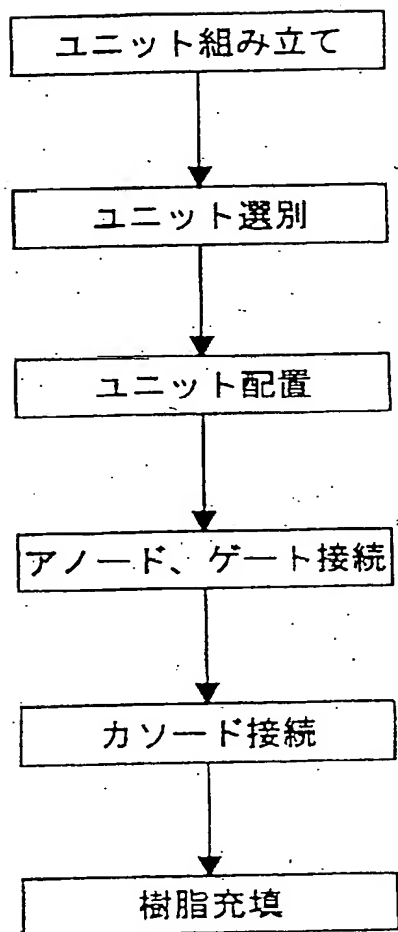 ユニット組み立て
ユニット選別
ユニット配置
アノード、ゲート接続
カソード接続
樹脂充填